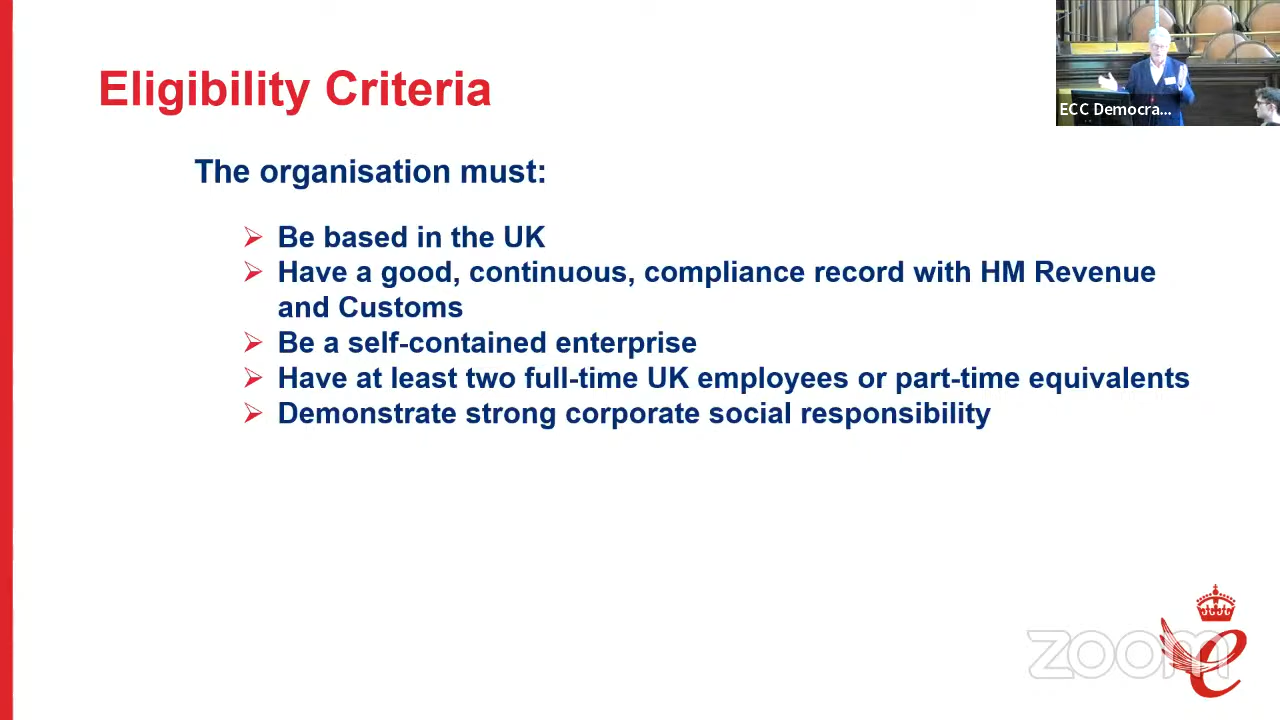 Eligibility Criteria
ECC Democra...
The organisation must:
Be based in the UK
Have a good, continuous, compliance record with HM Revenue
and Customs
Be a self-contained enterprise
Have at least two full-time UK employees or part-time equivalents
Demonstrate strong corporate social responsibility
zoom
e